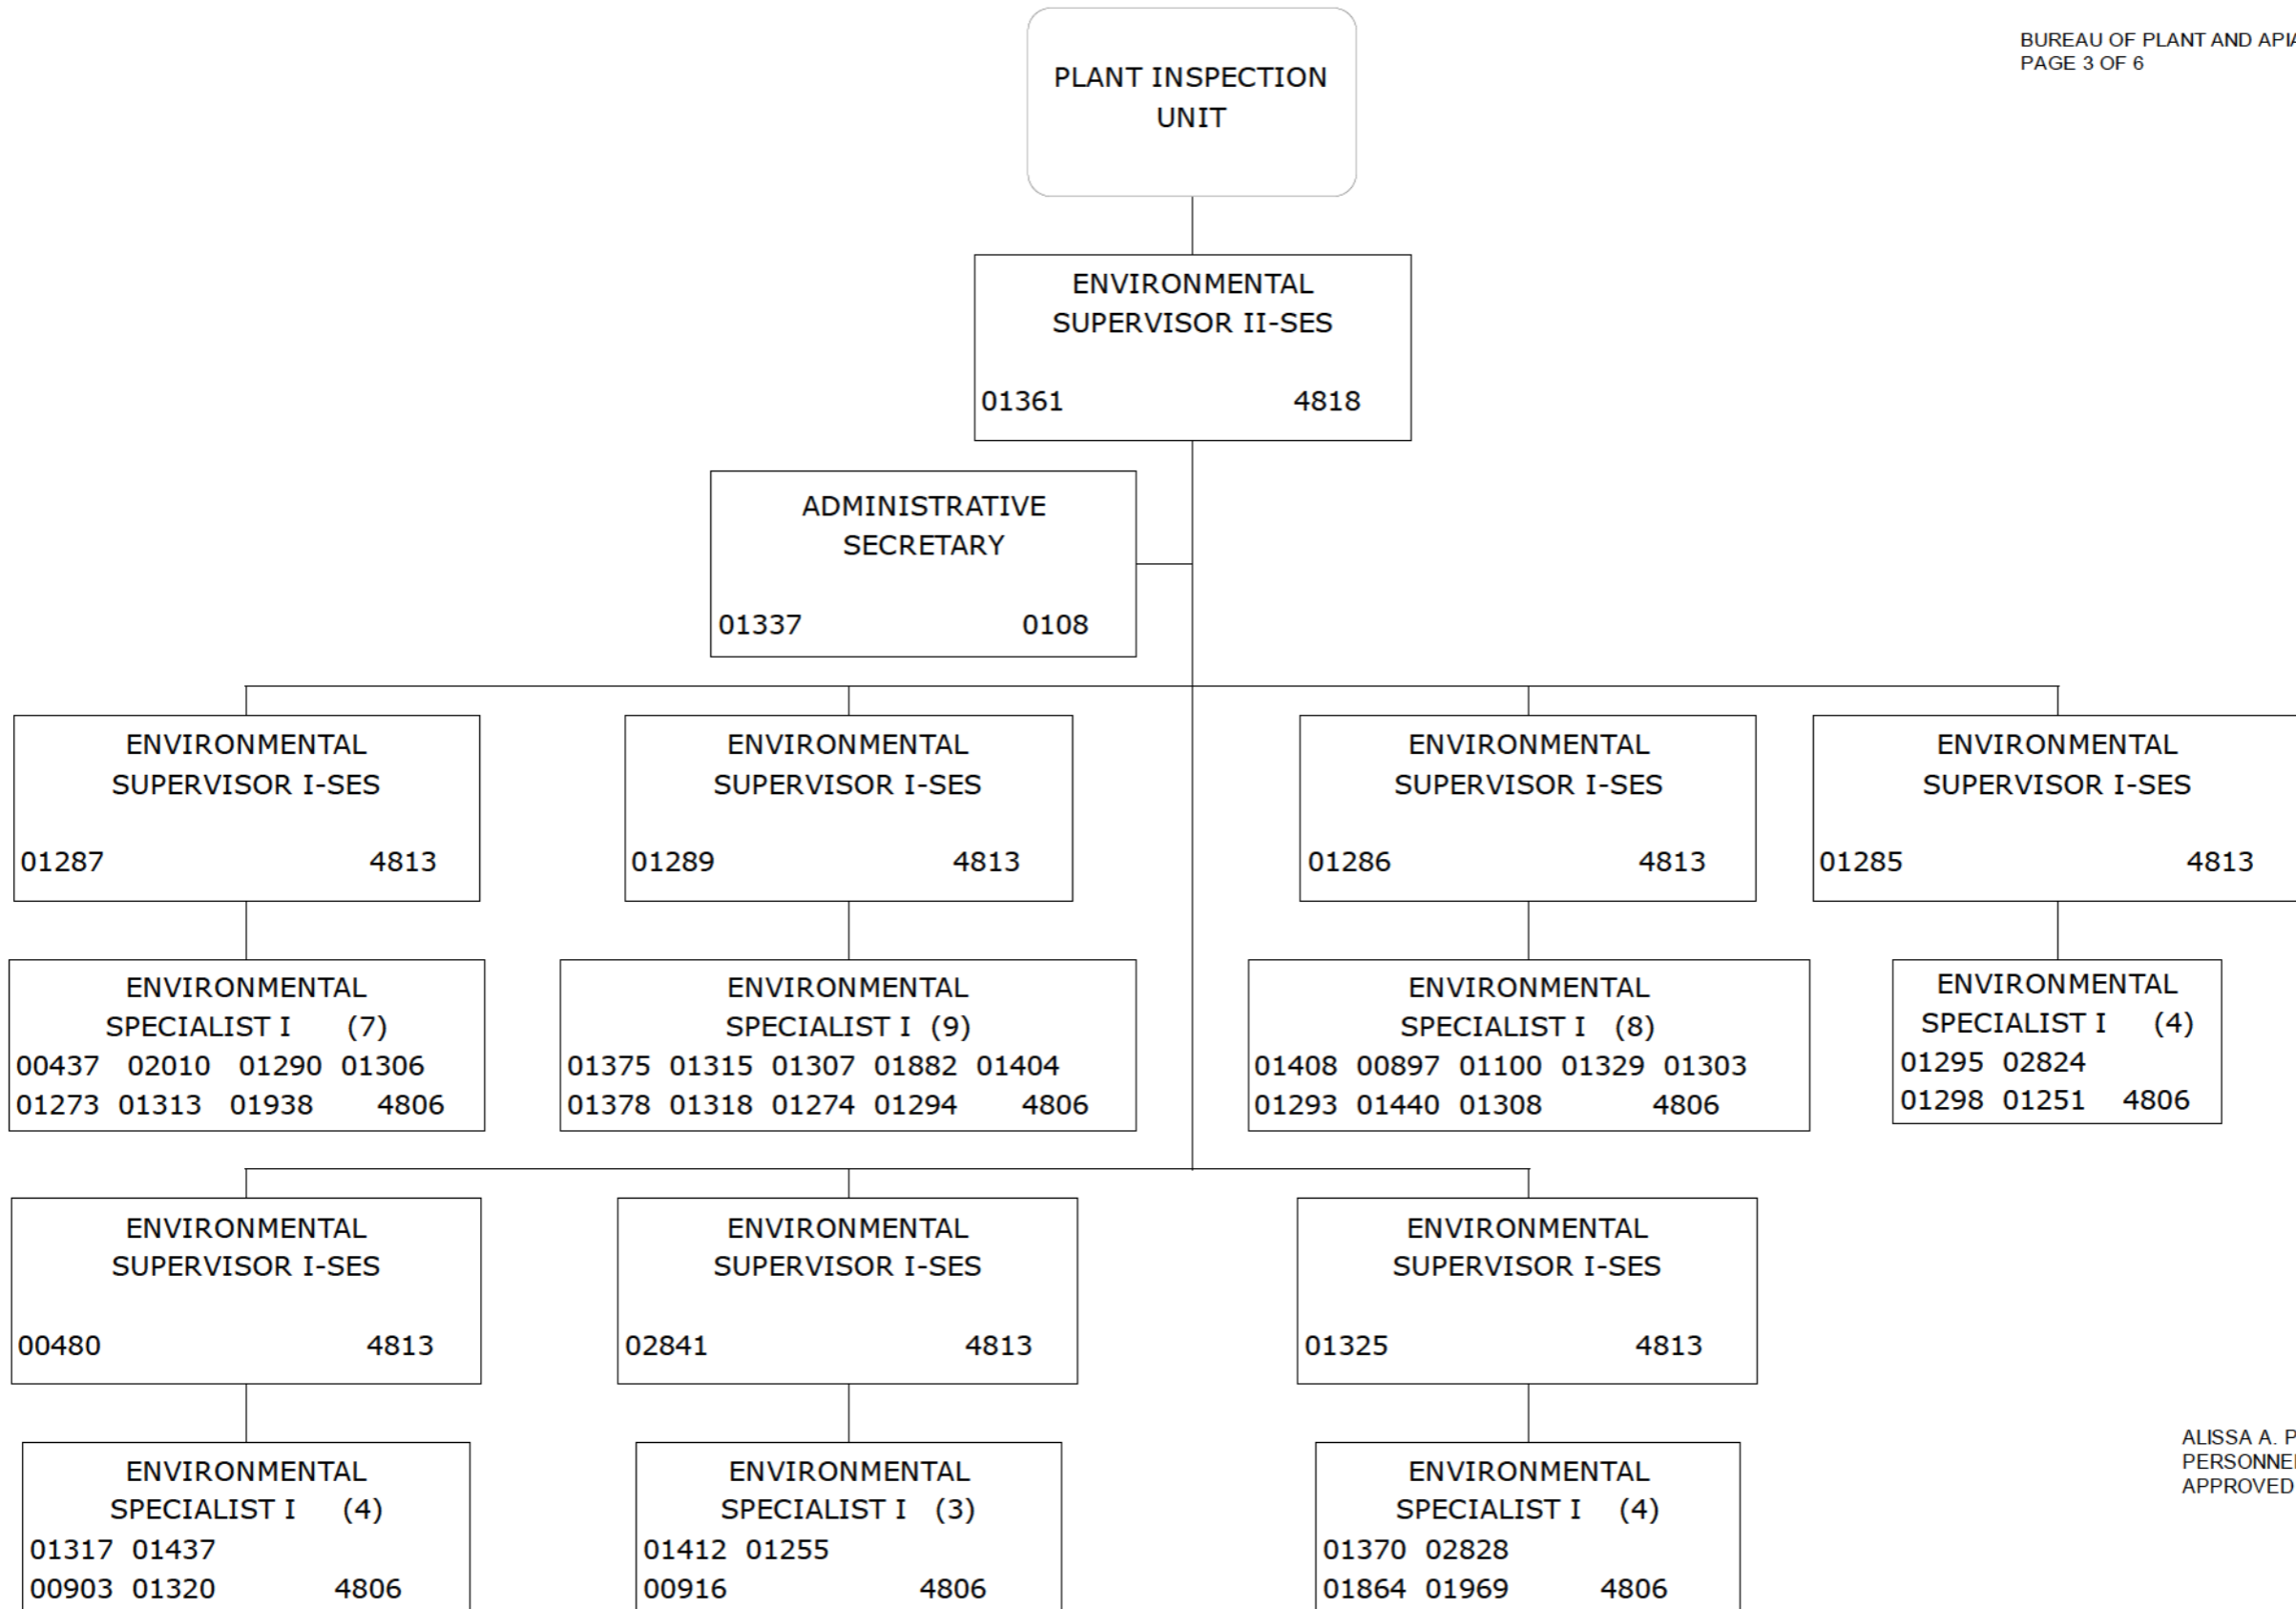 BUREAU OF PLANT AND
PAGE 3 OF 6
PLANT INSPECTION
UNIT
ENVIRONMENTAL
SUPERVISOR II-SES
01361 4818
ADMINISTRATIVE
SECRETARY
01337 0108
ENVIRONMENTAL
SUPERVISOR I-SES
01287 4813
ENVIRONMENTAL
SUPERVISOR I-SES
01289 4813
ENVIRONMENTAL
SUPERVISOR I-SES
01286 4813
ENVIRONMENTAL
SUPERVISOR I-SES
01285 4813
ENVIRONMENTAL
SPECIALIST I (7)
00437 02010 01290 01306
01273 01313 01938 4806
ENVIRONMENTAL
SPECIALIST I (9)
01375 01315 01307 01882 01404
01378 01318 01274 01294 4806
ENVIRONMENTAL
SPECIALIST I (8)
01408 00897 01100 01329 01303
01293 01440 01308 4806
ENVIRONMENTAL
SPECIALIST I (4)
01295 02824
01298 01251 4806
ENVIRONMENTAL
SUPERVISOR I-SES
00480 4813
ENVIRONMENTAL
SUPERVISOR I-SES
02841 4813
ENVIRONMENTAL
SUPERVISOR I-SES
01325 4813
ENVIRONMENTAL
SPECIALIST I (4)
01317 01437
00903 01320 4806
ENVIRONMENTAL
SPECIALIST I (3)
01412 01255
00916 4806
ENVIRONMENTAL
SPECIALIST I (4)
01370 02828
01864 01969 4806
ALISSA A.
APPROVED